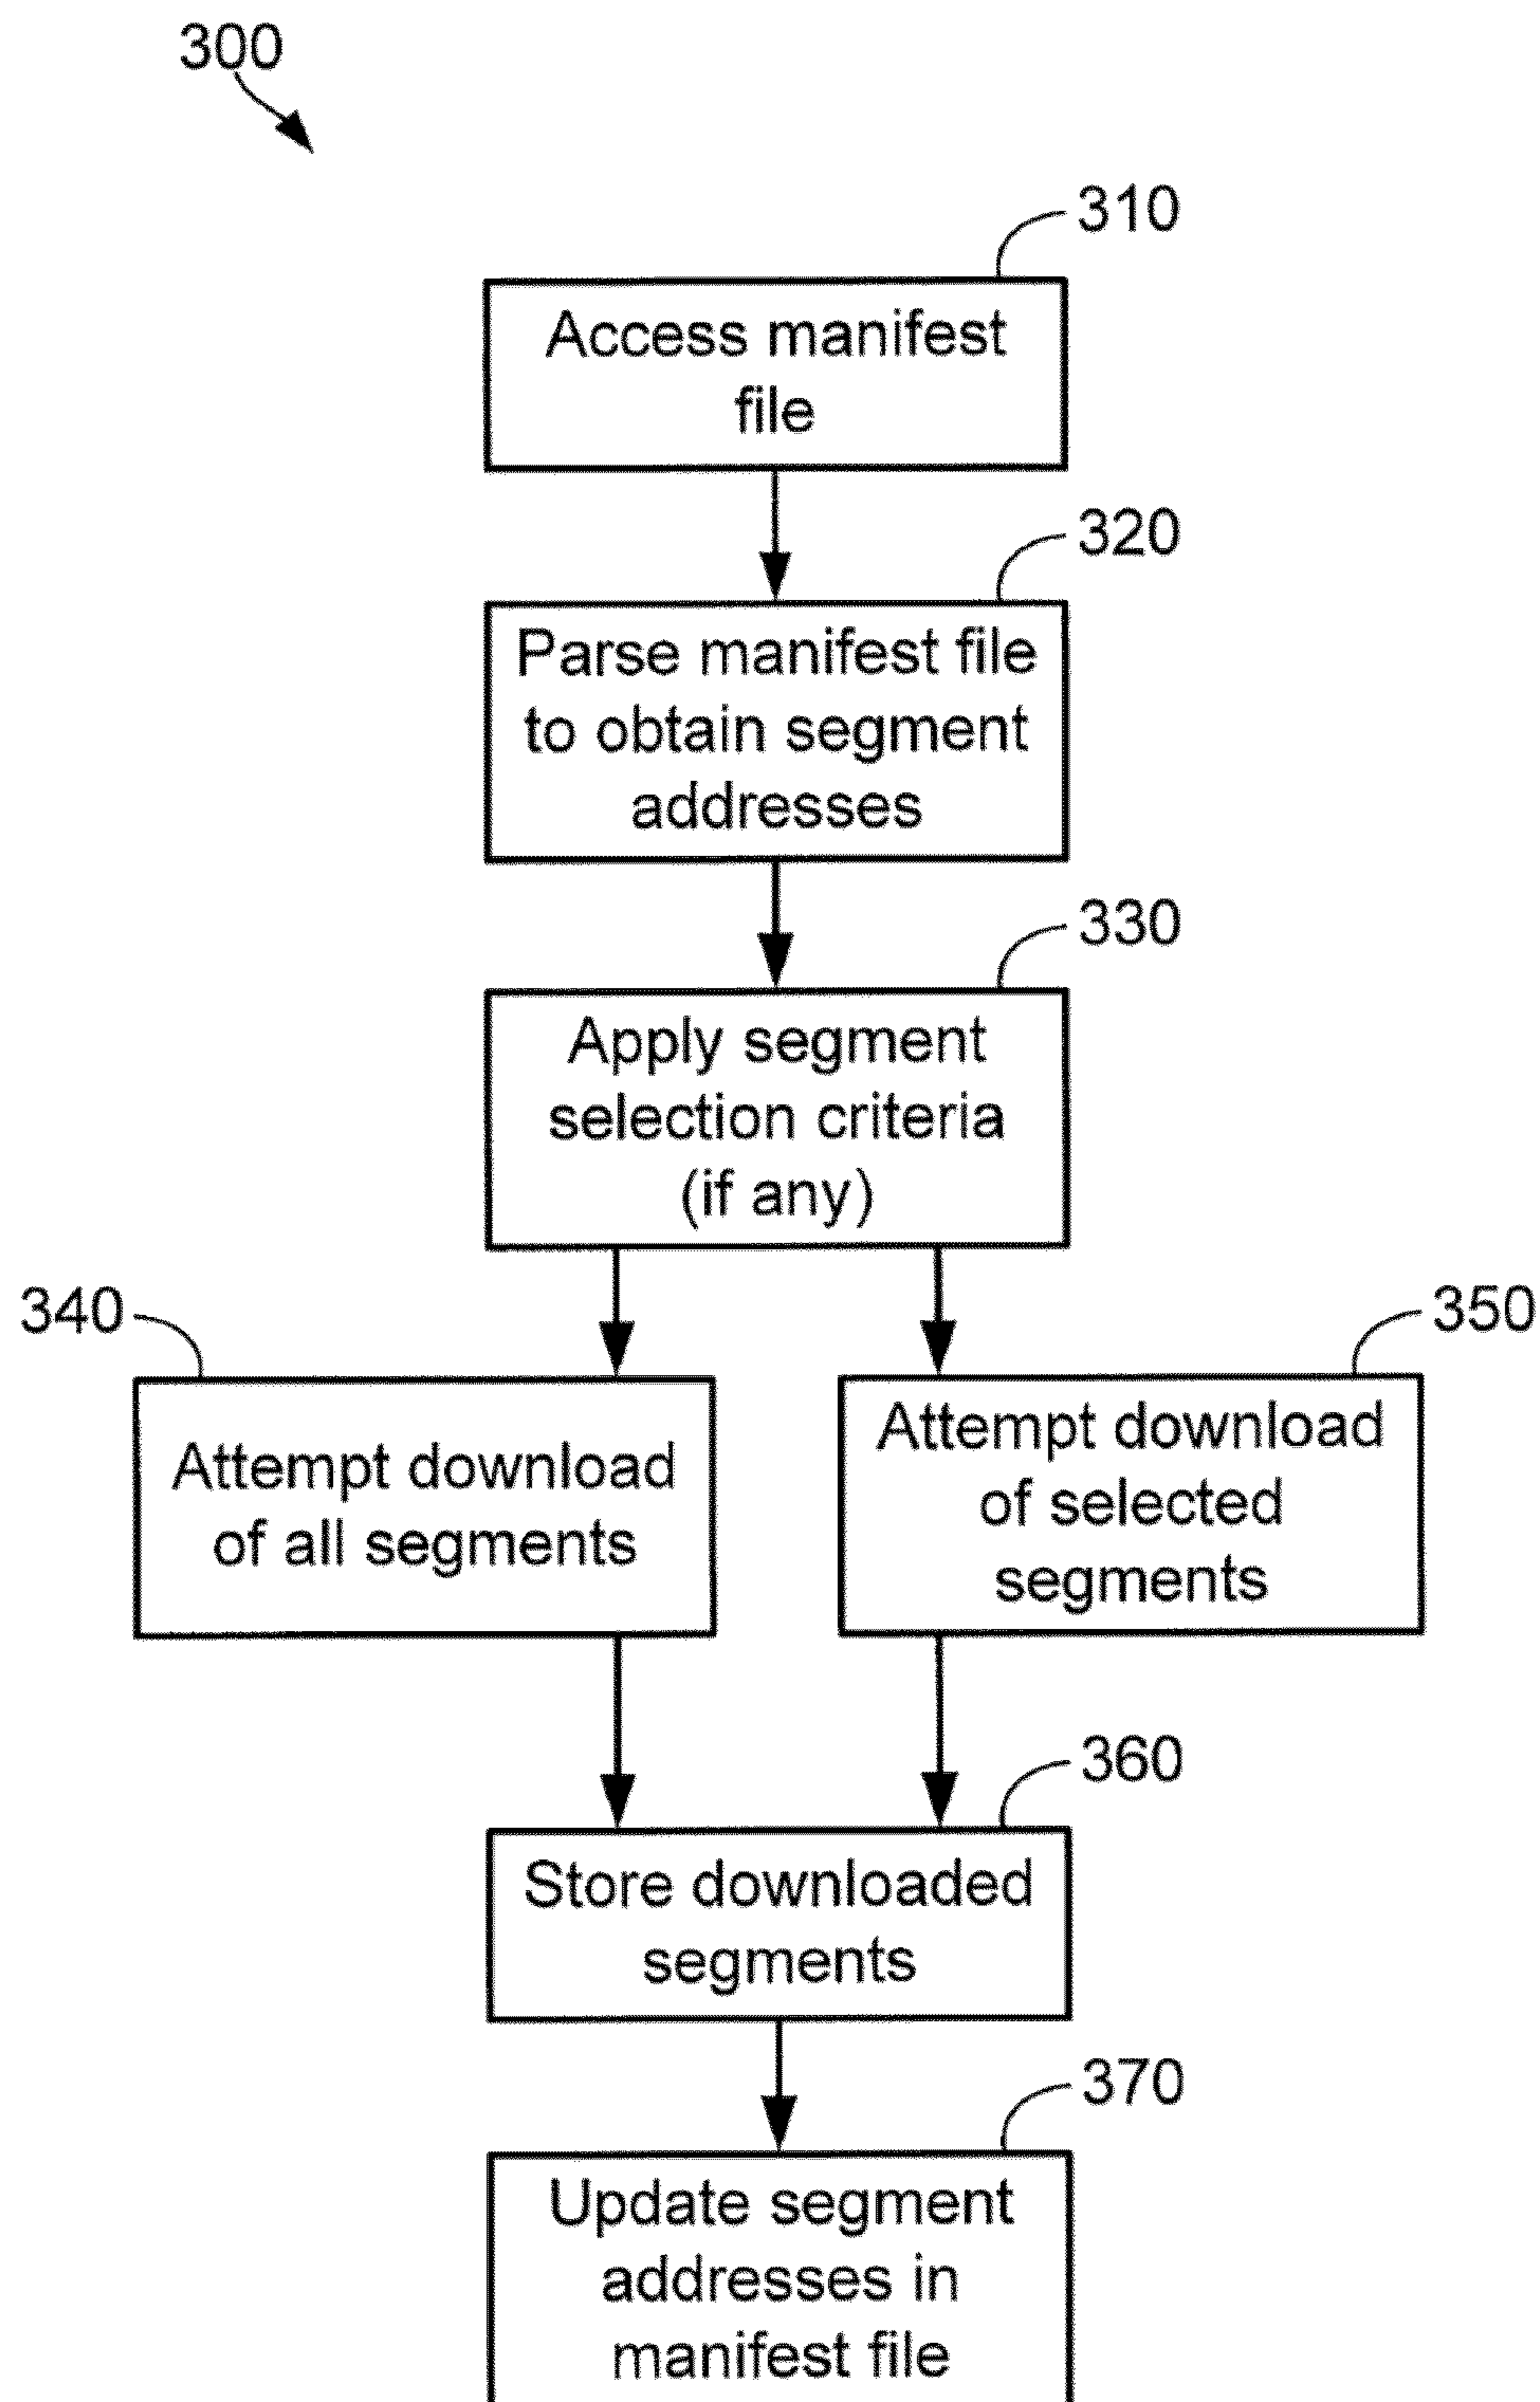 300
310
Access manifest
file
320
Parse manifest file
to obtain segment
addresses
330
Apply segment
selection criteria
(if any)
340
350
Attempt download
of all segments
Attempt download
of selected
segments
360
Store downloaded
segments
370
Update segment
addresses in
manifest file